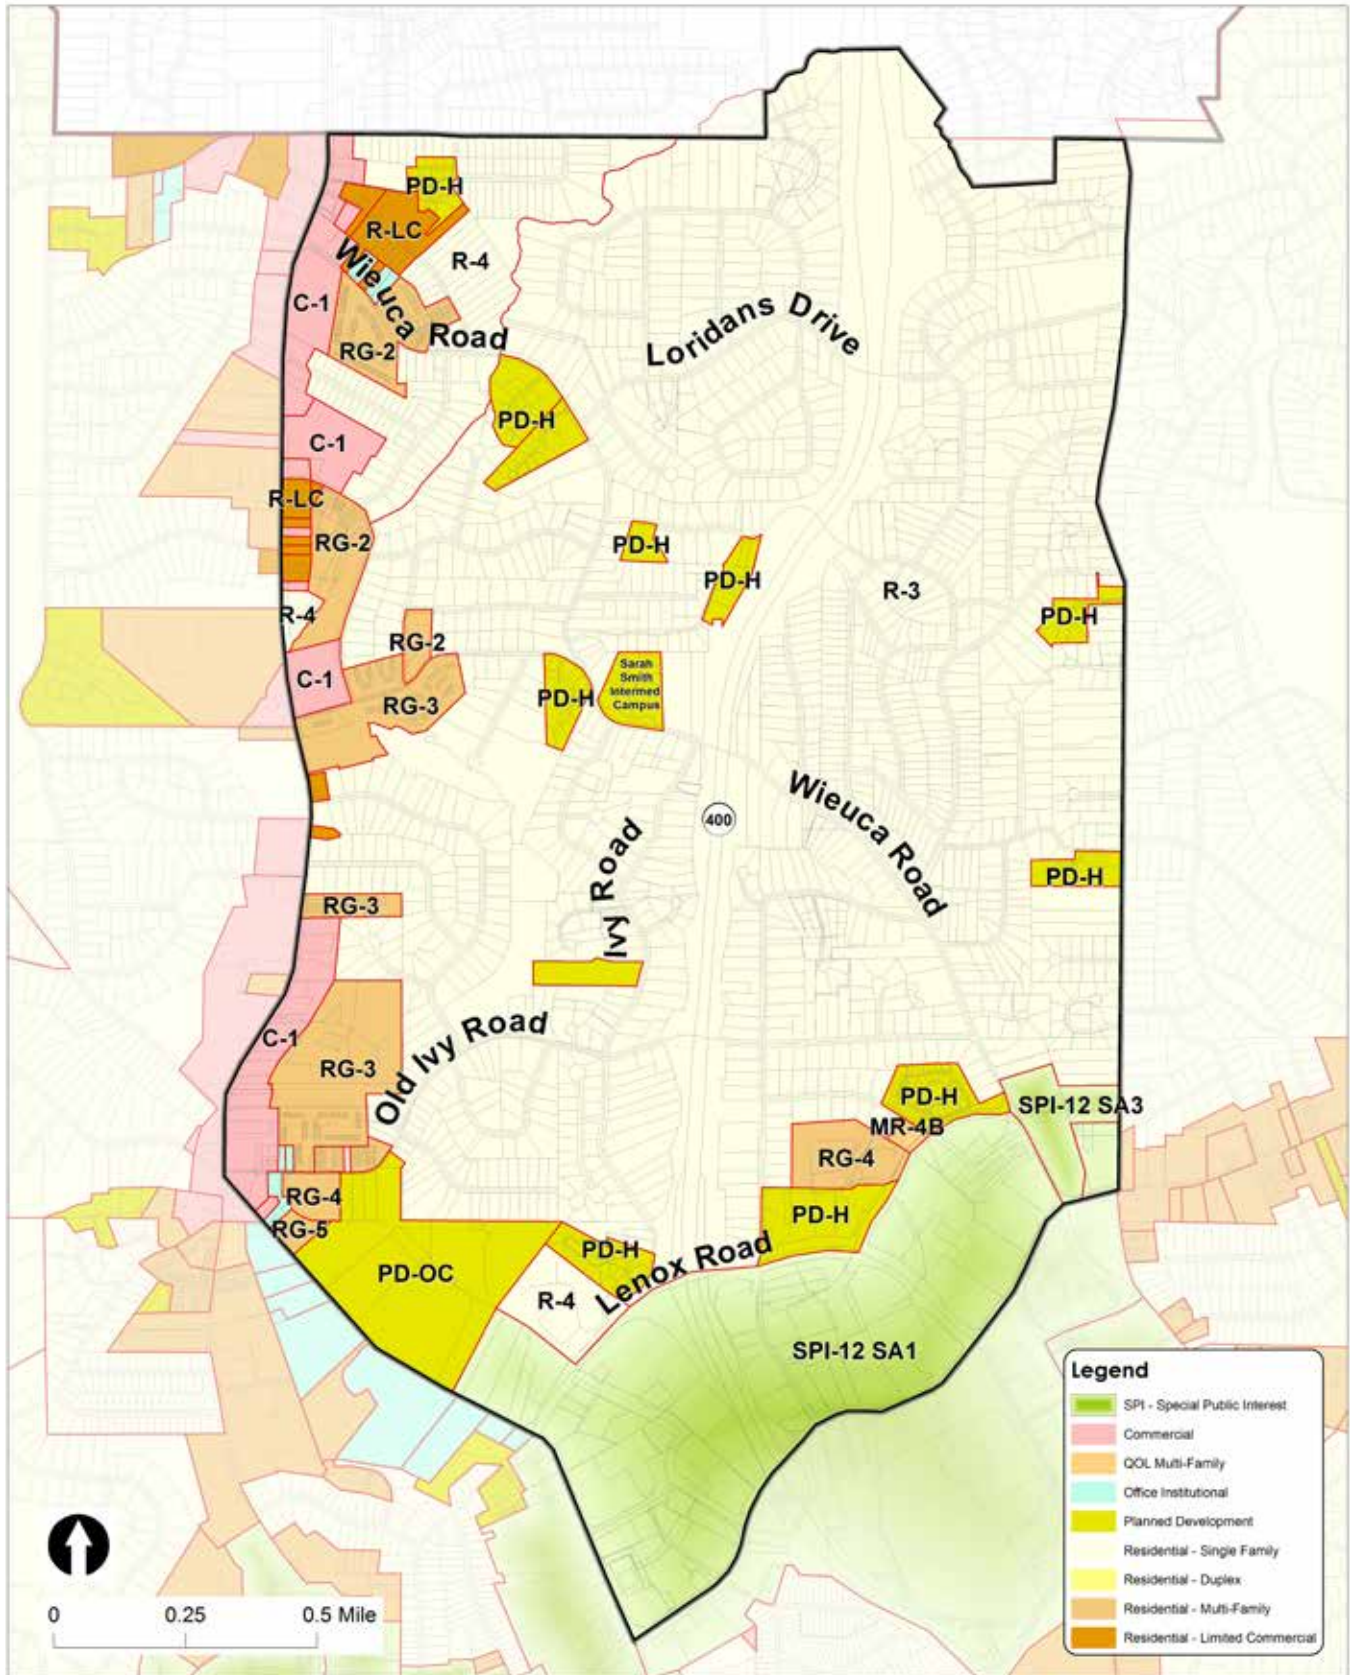 PD-H
R-LC
R-4
Wieuca Road
C-1
RG-2
Loridans Drive
PD-H
C-1
R-LC
RG-2
PD-H
PD-H
R-3
PD-H
R-4
RG-2
C-1
RG-3
PD-H
Sarah
Smith
Intermed
Campus
400
Wieuca Road
Ivy Road
PD-H
RG-3
C-1
RG-3
Old Ivy Road
PD-H
SPI-12 SA3
MR-4B
RG-4
RG-4
RG-5
PD-H
PD-H
Lenox Road
PD-OC
R-4
SPI-12 SA1
Legend
SPI - Special Public Interest
Commercial
QOL Multi-Family
Office Institutional
Planned Development
Residential - Single Family
Residential - Duplex
Residential - Multi-Family
Residential - Limited Commercial
0 0.25 0.5 Mile